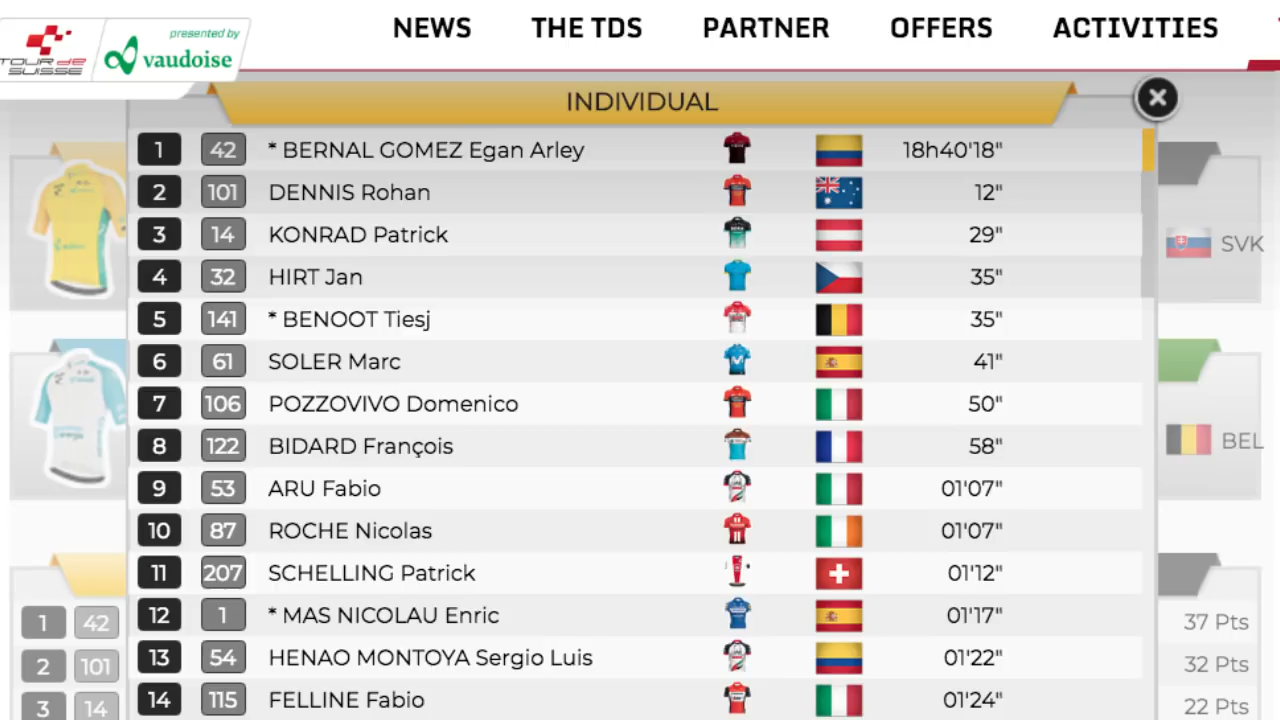 NEWS THE TDS PARTNER OFFERS ACTIVITIES
presented by
vaudoise
TOUR de
SUISSE
INDIVIDUAL
1 42 * BERNAL GOMEZ Egan Arley 18h40'18"
2 101 DENNIS Rohan 12"
3 14 KONRAD Patrick 29"
4 32 HIRT Jan 35"
5 141 * BENOOT Tiesj 35"
6 61 SOLER Marc 41"
7 106 POZZOVIVO Domenico 50"
8 122 BIDARD François 58"
9 53 ARU Fabio 01'07"
10 87 ROCHE Nicolas 01'07"
11 207 SCHELLING Patrick 01'12"
12 1 * MAS NICOLAU Enric 01'17"
13 54 HENAO MONTOYA Sergio Luis 01'22"
14 115 FELLINE Fabio 01'24"
SVK
BEL
1 42
2 101
3 14
37 Pts
32 Pts
22 Pts